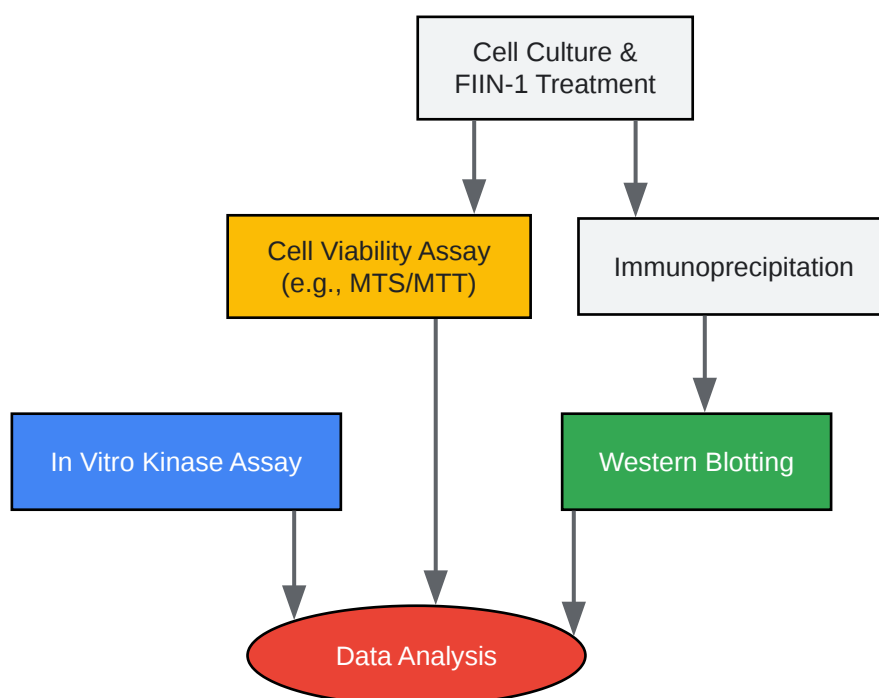 Cell Culture &
FIIN-1 Treatment
Cell Viability Assay
(e.g., MTS/MTT)
Immunoprecipitation
In Vitro Kinase Assay
Western Blotting
Data Analysis